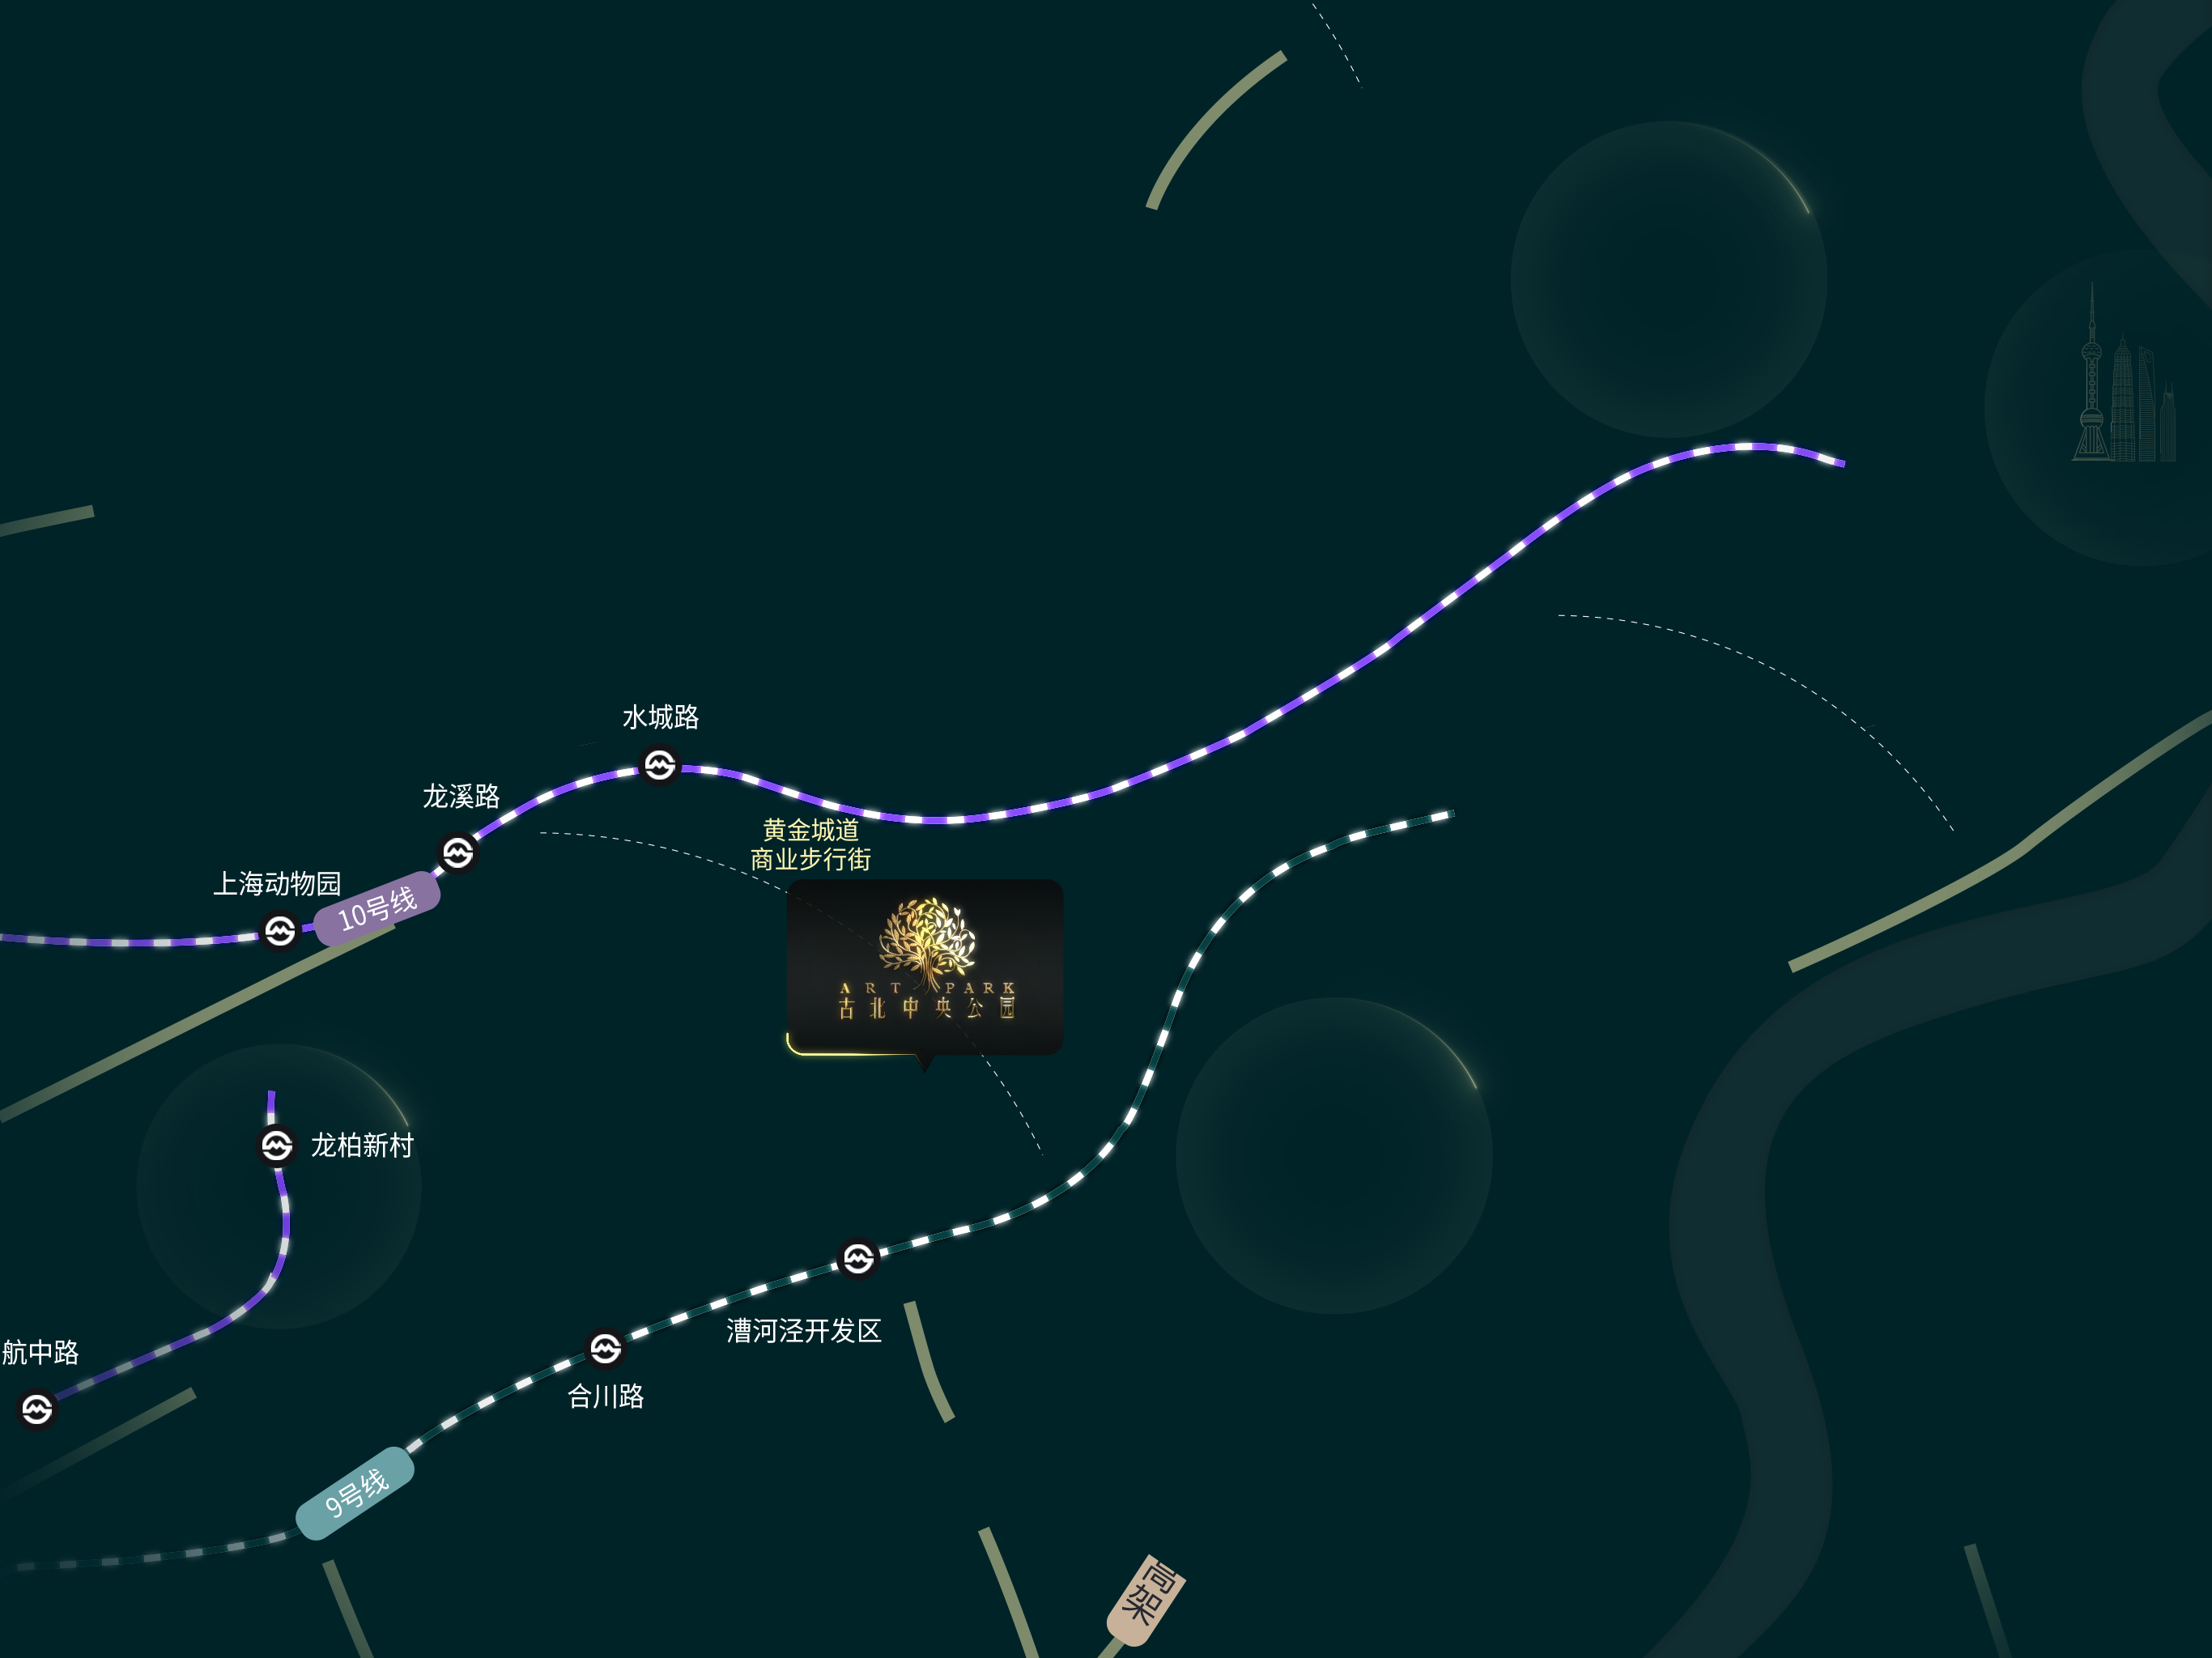 水城路
龙溪路
黄金城道
商业步行街
上海动物园
10号线
ART PARK
古北中央公园
龙柏新村
漕河泾开发区
航中路
合川路
9号线
高架